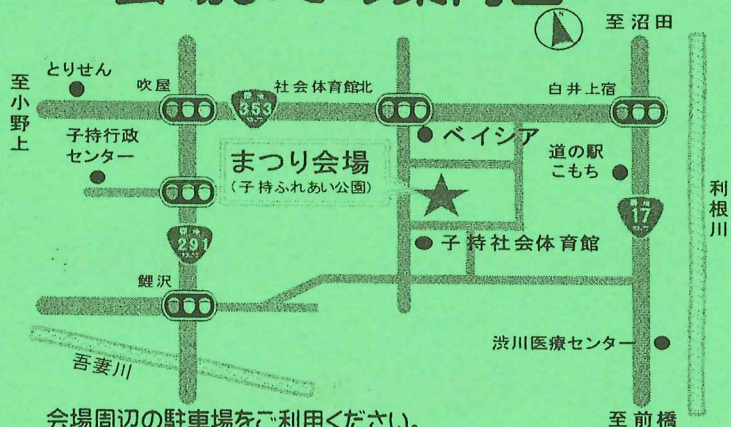 至沼田
N
とりせん
吹屋
353
社会体育館北
白井上宿
至小野上
子持行政
センター
まつり会場
(子持ふれあい公園)
ベイシア
道の駅
こもち
17
利根川
291
子持社会体育館
鯉沢
吾妻川
渋川医療センター
会場周辺の駐車場をご利用ください。
至前橋